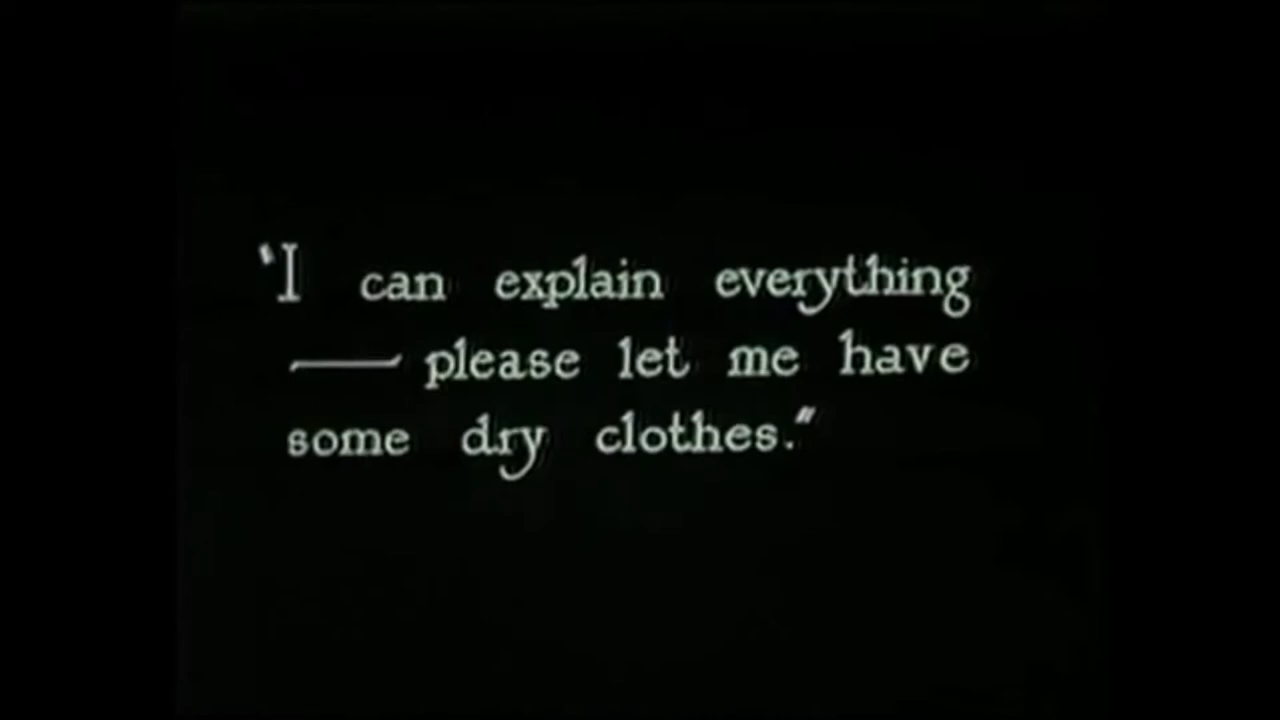 "I can explain everything
— please let me have
some dry clothes."